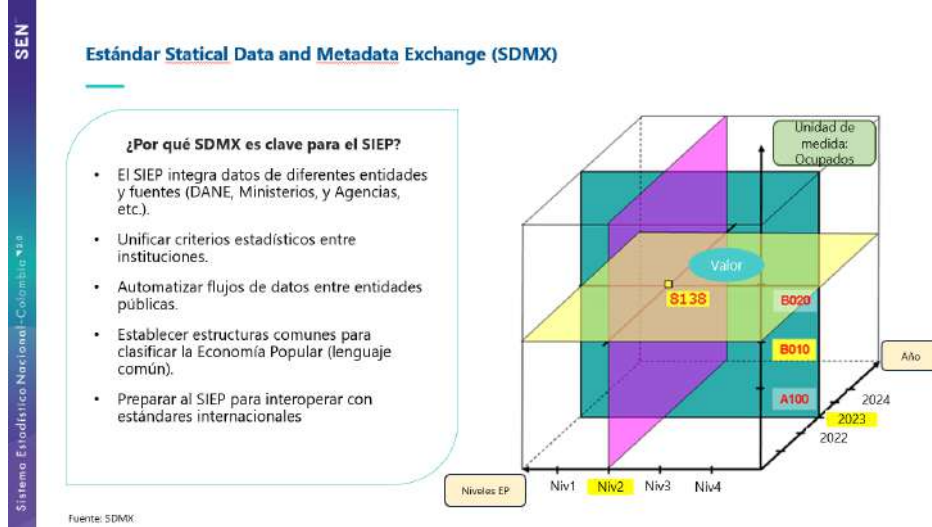 SEN
Sistema Estadístico Nacional-Colombia
Estándar Statical Data and Metadata Exchange (SDMX)
¿Por qué SDMX es clave para el SIEP?
• El SIEP integra datos de diferentes entidades
y fuentes (DANE, Ministerios, y Agencias,
etc.).
• Unificar criterios estadísticos entre
instituciones.
• Automatizar flujos de datos entre entidades
públicas.
• Establecer estructuras comunes para
clasificar la Economía Popular (lenguaje
común).
• Preparar al SIEP para interoperar con
estándares internacionales
Unidad de
medida:
Ocupados
Valor
8138
B020
B010
A100
Año
2024
2023
2022
Niveles EP
Niv1
Niv2
Niv3
Niv4
Fuente: SDMX